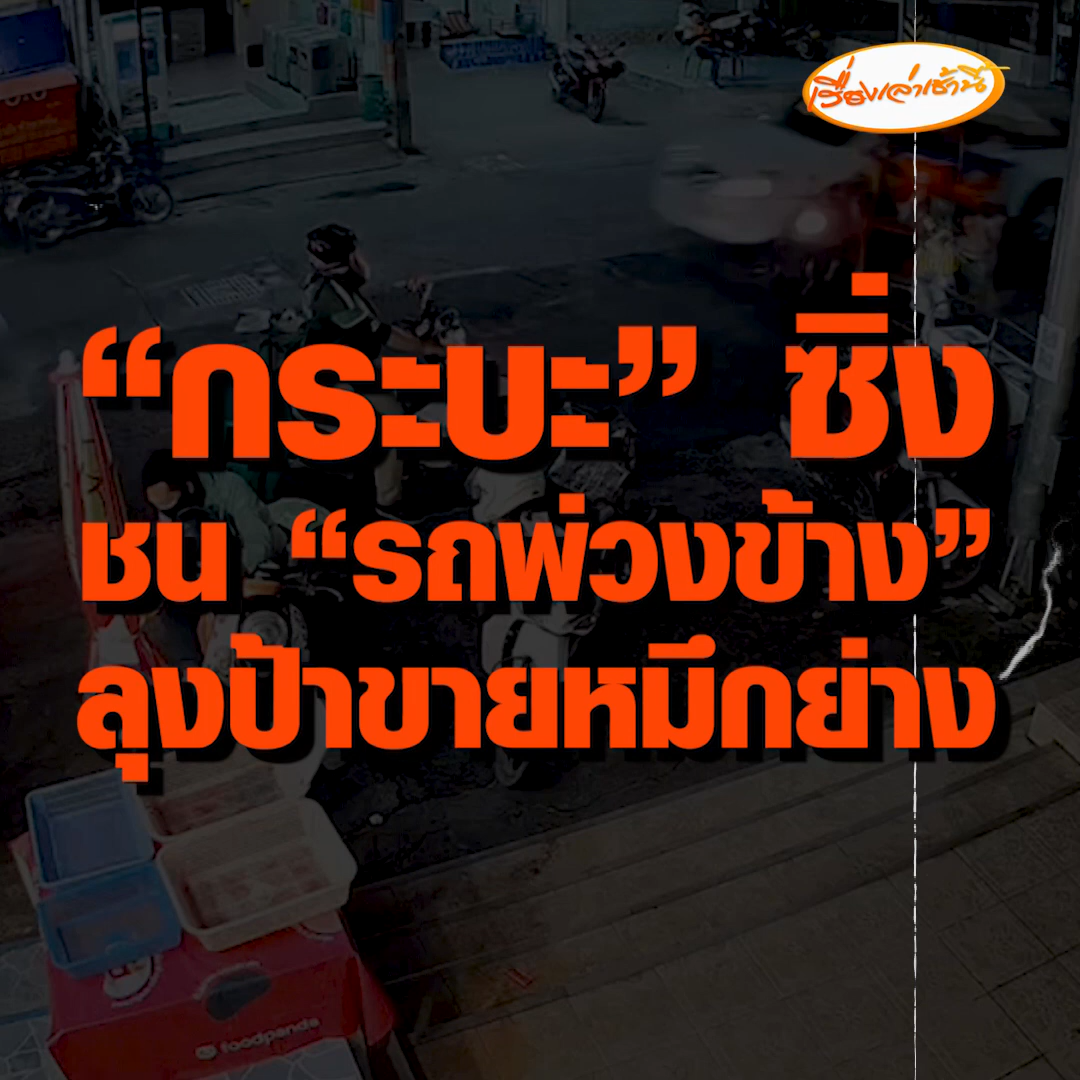 เรื่องเล่าเช้านี้
“กระบะ” ซิ่ง
ชน “รถพ่วงข้าง”
ลุงป้าขายหมึกย่าง
foodpanda